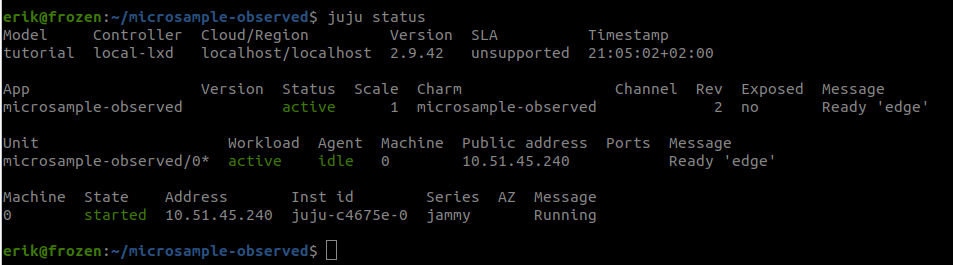 erik@frozen:~/microsample-observed$ juju status
Model     Controller  Cloud/Region         Version  SLA          Timestamp
tutorial  local-lxd   localhost/localhost  2.9.42   unsupported  21:05:02+02:00
App                   Version  Status  Scale  Charm                 Channel  Rev  Exposed  Message
microsample-observed           active      1  microsample-observed             2  no       Ready 'edge'
Unit                     Workload  Agent  Machine  Public address  Ports  Message
microsample-observed/0*  active    idle   0        10.51.45.240           Ready 'edge'
Machine  State    Address       Inst id        Series  AZ  Message
0        started  10.51.45.240  juju-c4675e-0  jammy       Running
erik@frozen:~/microsample-observed$